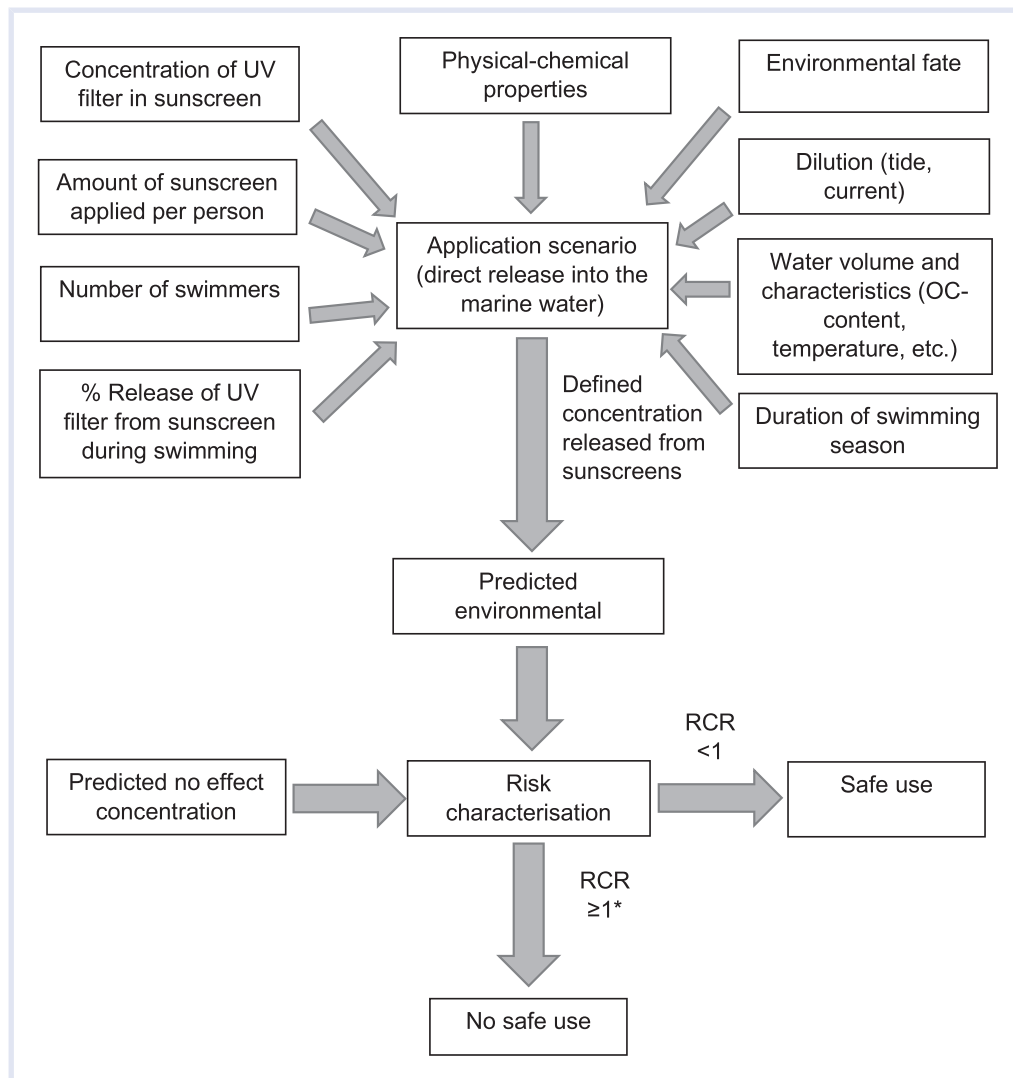 Concentration of UV
filter in sunscreen
Physical-chemical
properties
Environmental fate
Amount of sunscreen
applied per person
Dilution (tide,
current)
Application scenario
(direct release into the
marine water)
Number of swimmers
Water volume and
characteristics (OC-
content,
temperature, etc.)
% Release of UV
filter from sunscreen
during swimming
Defined
concentration
released from
sunscreens
Duration of swimming
season
Predicted
environmental
RCR
<1
Predicted no effect
concentration
Risk
characterisation
Safe use
RCR
≥1*
No safe use